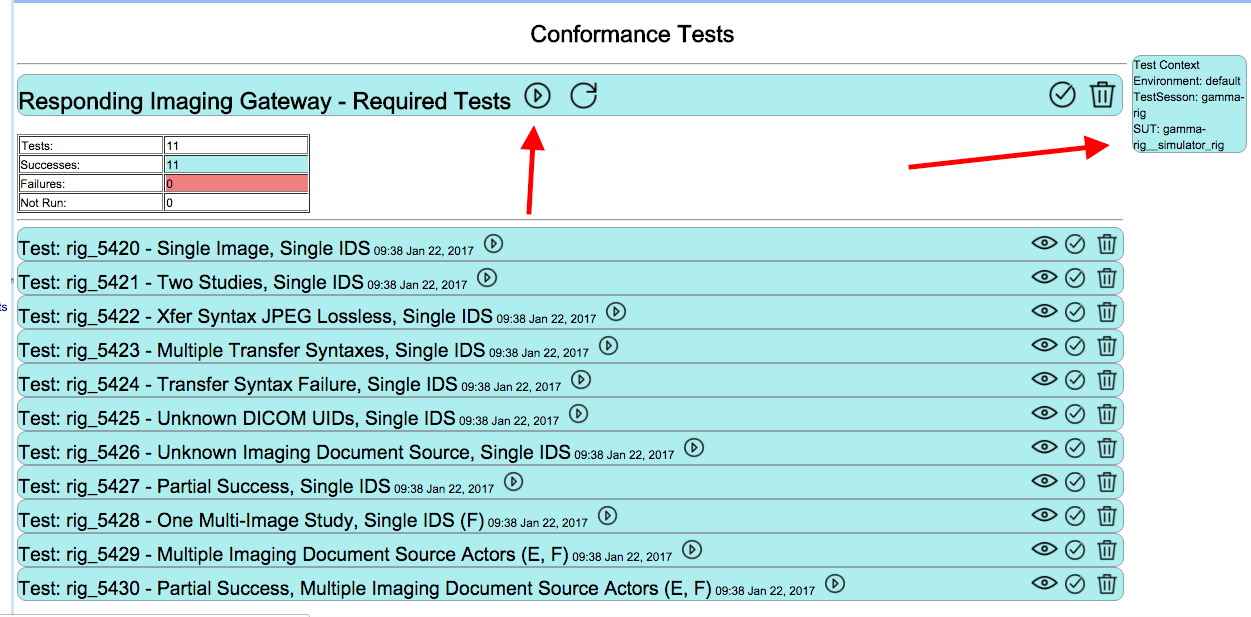 Conformance Tests
Test Context
Environment: default
TestSesson: gamma-
rig
SUT: gamma-
rig__simulator_rig
Responding Imaging Gateway - Required Tests
Tests: 11
Successes: 11
Failures: 0
Not Run: 0
Test: rig_5420 - Single Image, Single IDS 09:38 Jan 22, 2017
Test: rig_5421 - Two Studies, Single IDS 09:38 Jan 22, 2017
ts
Test: rig_5422 - Xfer Syntax JPEG Lossless, Single IDS 09:38 Jan 22, 2017
Test: rig_5423 - Multiple Transfer Syntaxes, Single IDS 09:38 Jan 22, 2017
Test: rig_5424 - Transfer Syntax Failure, Single IDS 09:38 Jan 22, 2017
Test: rig_5425 - Unknown DICOM UIDs, Single IDS 09:38 Jan 22, 2017
Test: rig_5426 - Unknown Imaging Document Source, Single IDS 09:38 Jan 22, 2017
Test: rig_5427 - Partial Success, Single IDS 09:38 Jan 22, 2017
Test: rig_5428 - One Multi-Image Study, Single IDS (F) 09:38 Jan 22, 2017
Test: rig_5429 - Multiple Imaging Document Source Actors (E, F) 09:38 Jan 22, 2017
Test: rig_5430 - Partial Success, Multiple Imaging Document Source Actors (E, F) 09:38 Jan 22, 2017